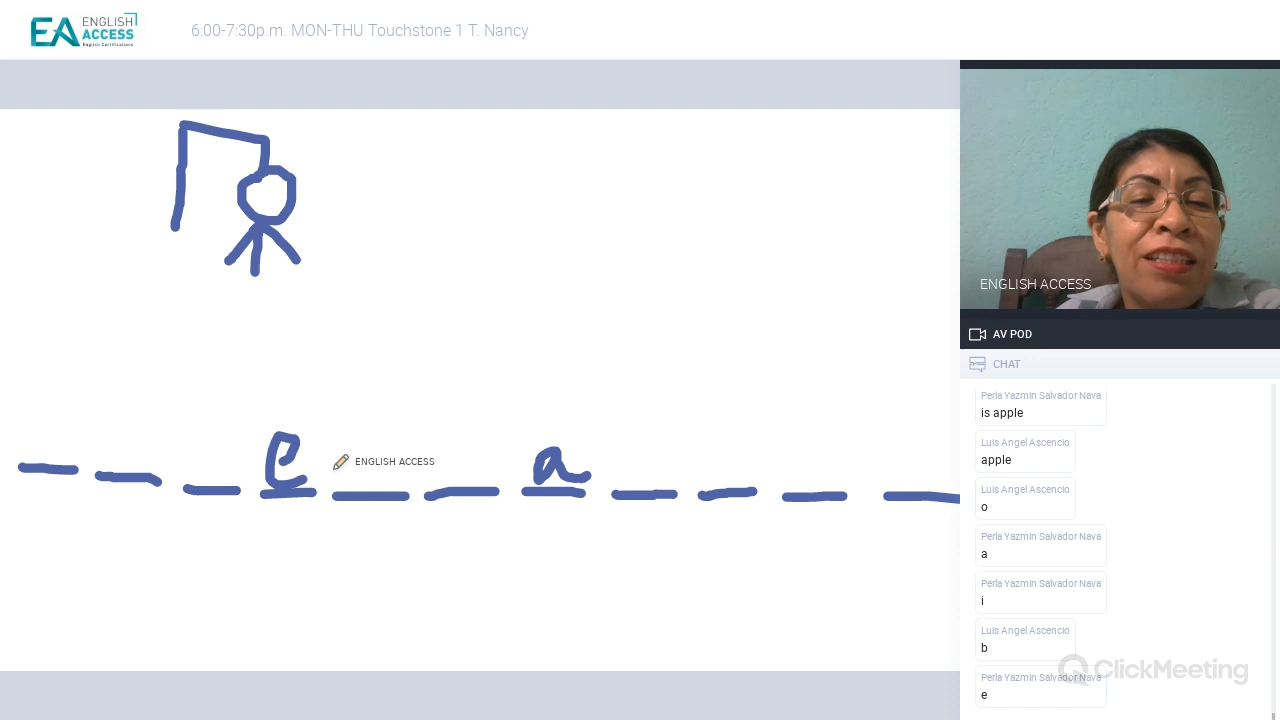 EA ENGLISH ACCESS
English Certifications
6:00-7:30p.m. MON-THU Touchstone 1 T. Nancy
ENGLISH ACCESS
AV POD
CHAT
Perla Yazmin Salvador Nava
is apple
Luis Angel Ascencio
apple
Luis Angel Ascencio
o
Perla Yazmin Salvador Nava
a
Perla Yazmin Salvador Nava
i
Luis Angel Ascencio
b
Perla Yazmin Salvador Nava
e
e
a
ENGLISH ACCESS
ClickMeeting